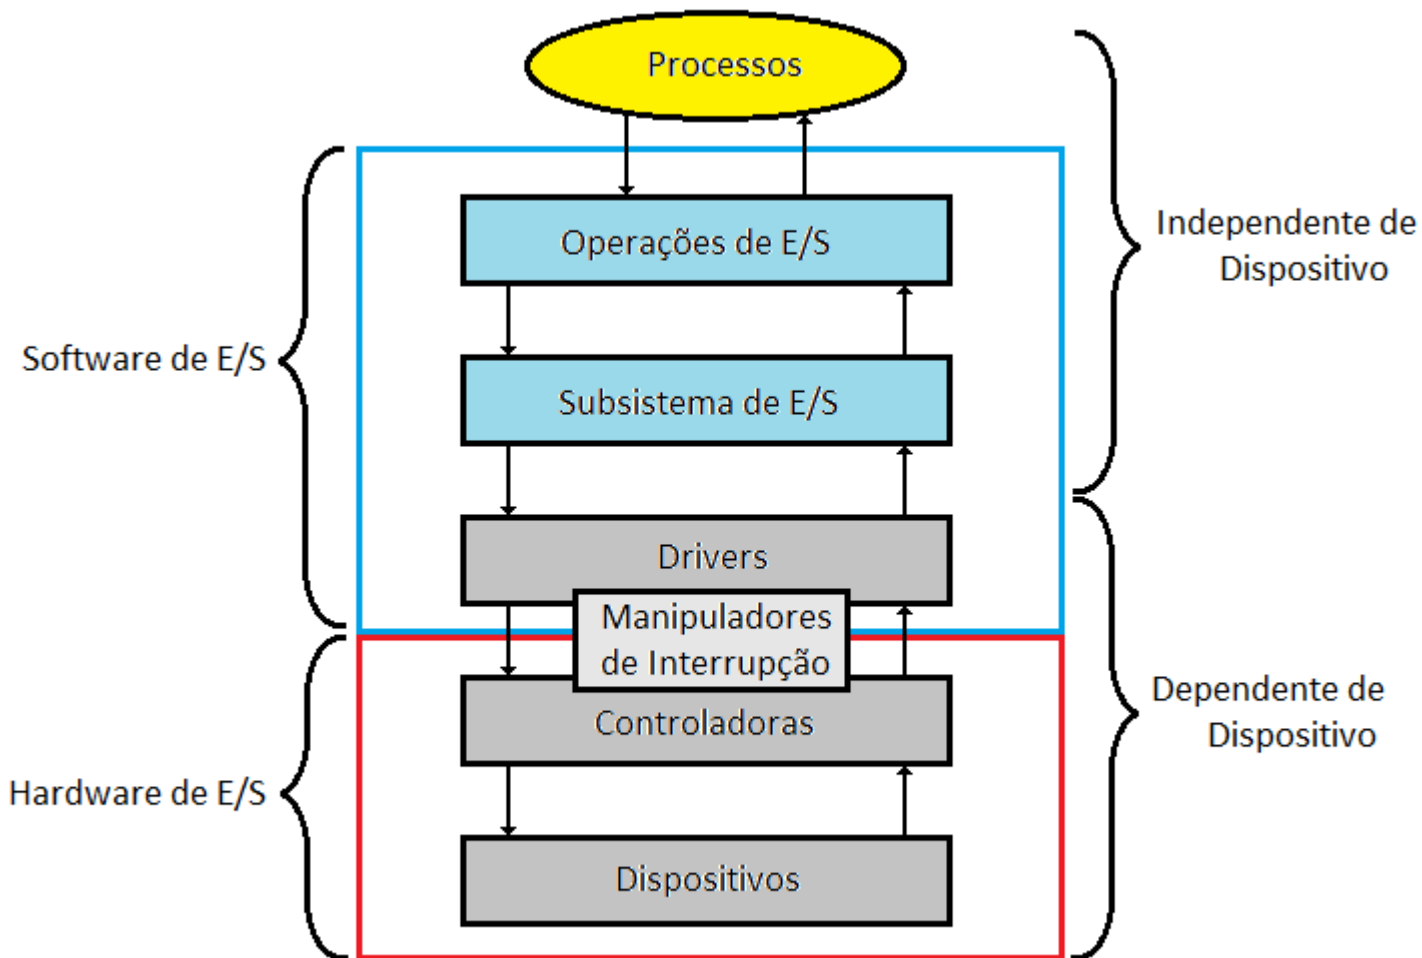 Processos
Operações de E/S
Independente de
Dispositivo
Software de E/S
Subsistema de E/S
Drivers
Manipuladores
de Interrupção
Controladoras
Dependente de
Dispositivo
Hardware de E/S
Dispositivos